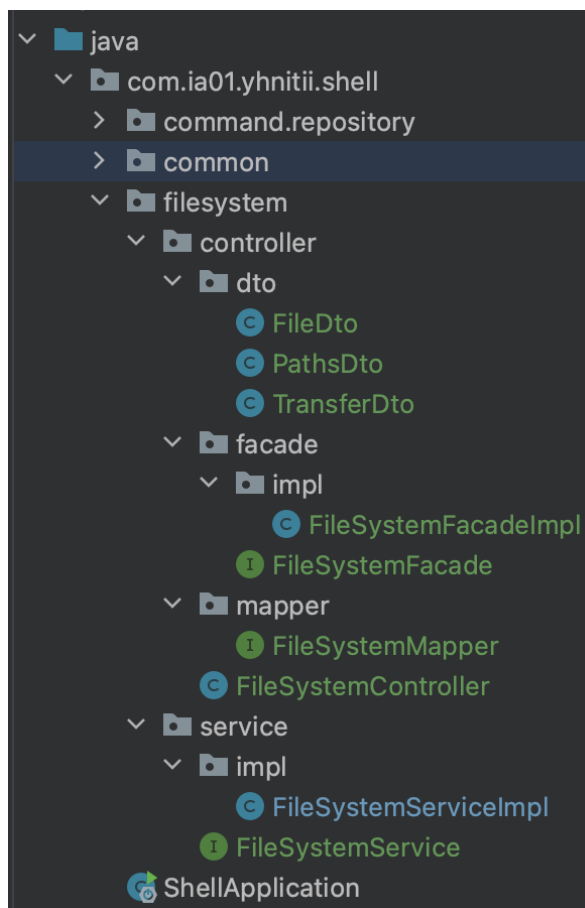 java
com.ia01.yhnitii.shell
command.repository
common
filesystem
controller
dto
C FileDto
C PathsDto
C TransferDto
facade
impl
C FileSystemFacadeImpl
I FileSystemFacade
mapper
I FileSystemMapper
C FileSystemController
service
impl
C FileSystemServiceImpl
I FileSystemService
ShellApplication